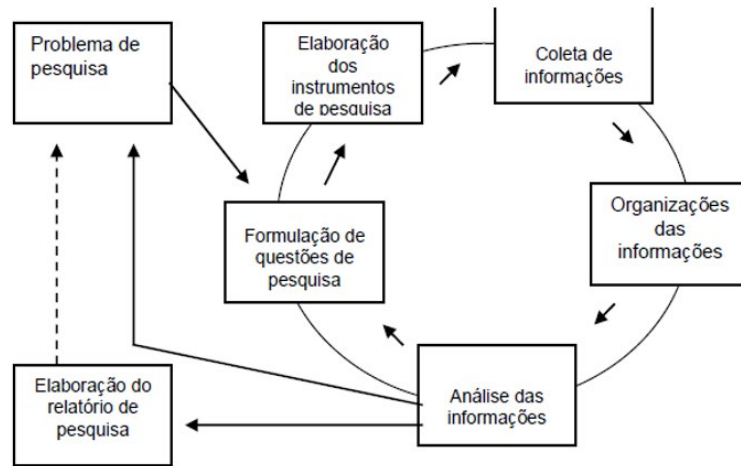 Problema de
pesquisa
Elaboração
dos
instrumentos
de pesquisa
Coleta de
informações
Organizações
das
informações
Formulação de
questões de
pesquisa
Análise das
informações
Elaboração do
relatório de
pesquisa